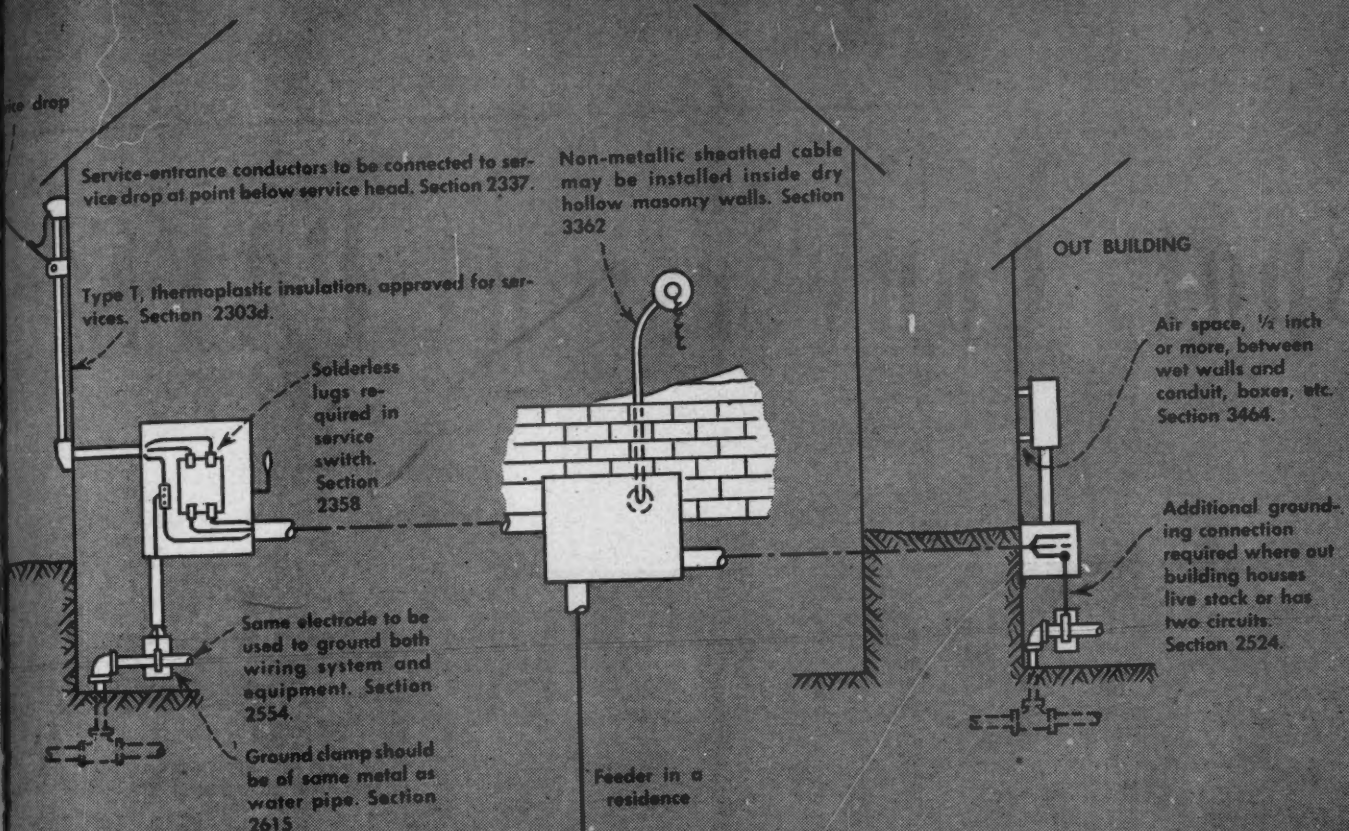 drop
Service-entrance conductors to be connected to ser-
vice drop at point below service head. Section 2337.
Non-metallic sheathed cable
may be installed inside dry
hollow masonry walls. Section
3362
OUT BUILDING
Type T, thermoplastic insulation, approved for ser-
vices. Section 2303d.
Air space, ½ inch
or more, between
wet walls and
conduit, boxes, etc.
Section 3464.
Solderless
lugs re-
quired in
service
switch.
Section
2358
Additional ground-
ing connection
required where out
building houses
live stock or has
two circuits.
Section 2524.
Same electrode to be
used to ground both
wiring system and
equipment. Section
2554.
Ground clamp should
be of same metal as
water pipe. Section
2615
Feeder in a
residence